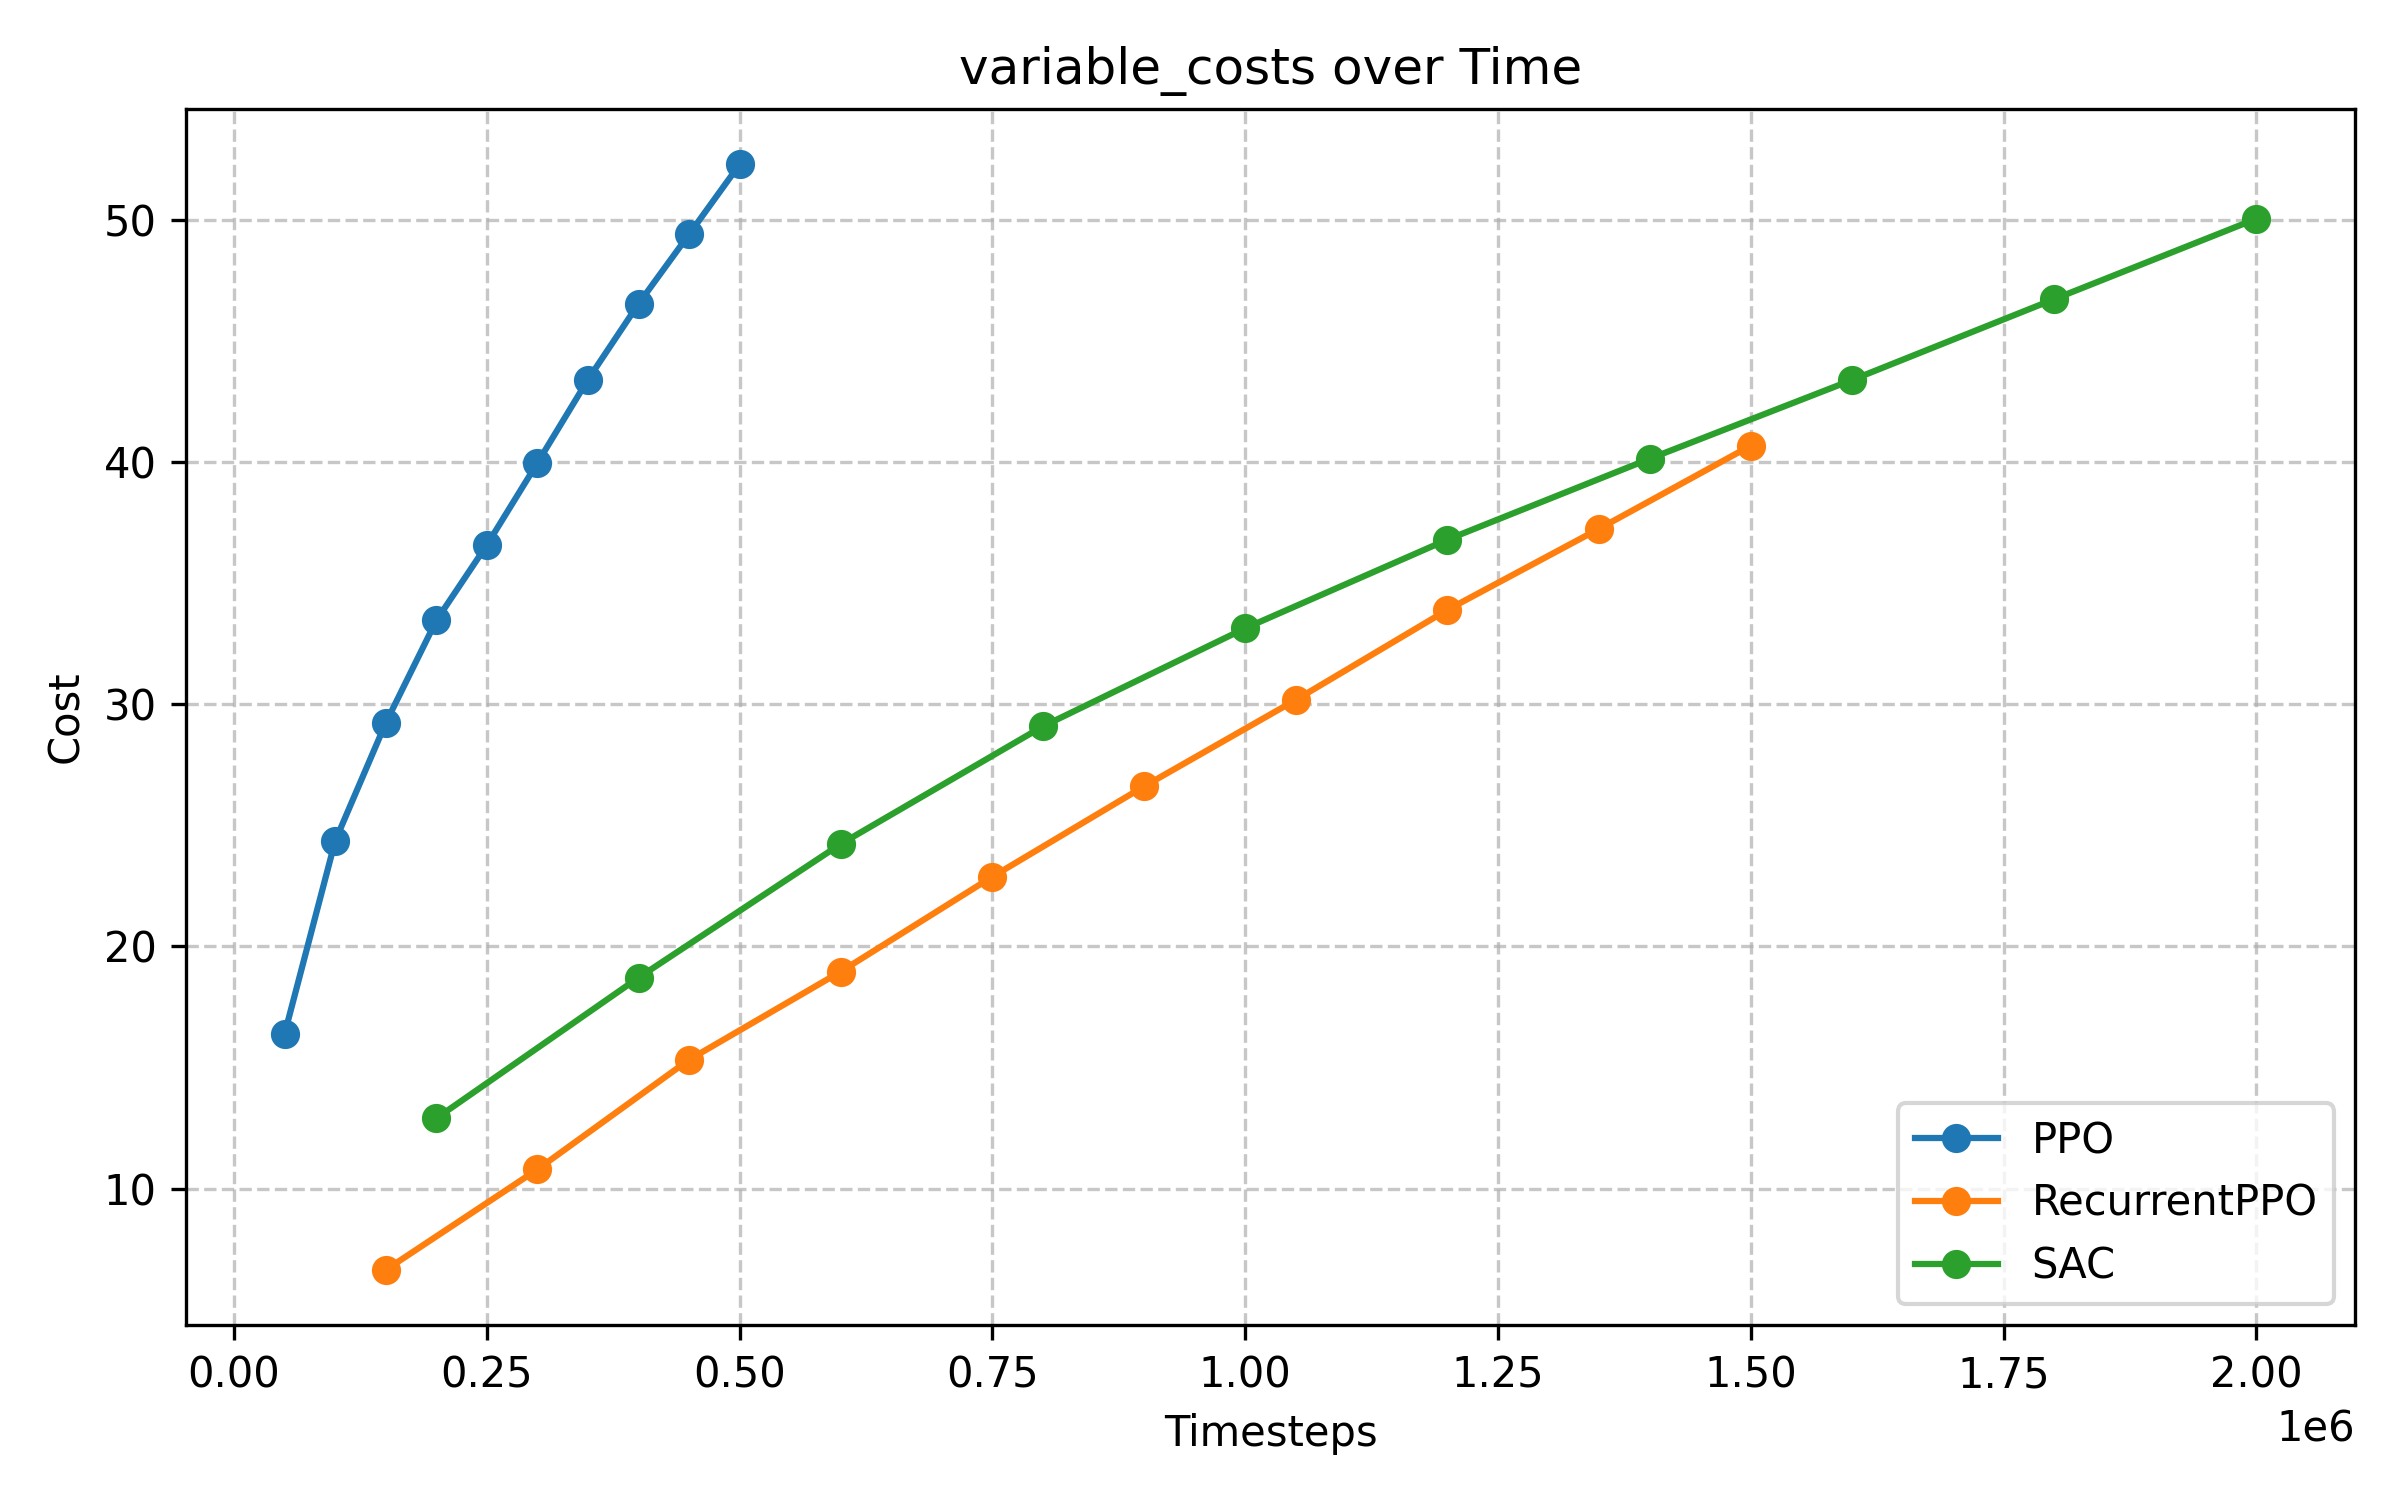 variable_costs over Time
Cost
50
40
30
20
10
0.00 0.25 0.50 0.75 1.00 1.25 1.50 1.75 2.00
1e6
Timesteps
PPO
RecurrentPPO
SAC